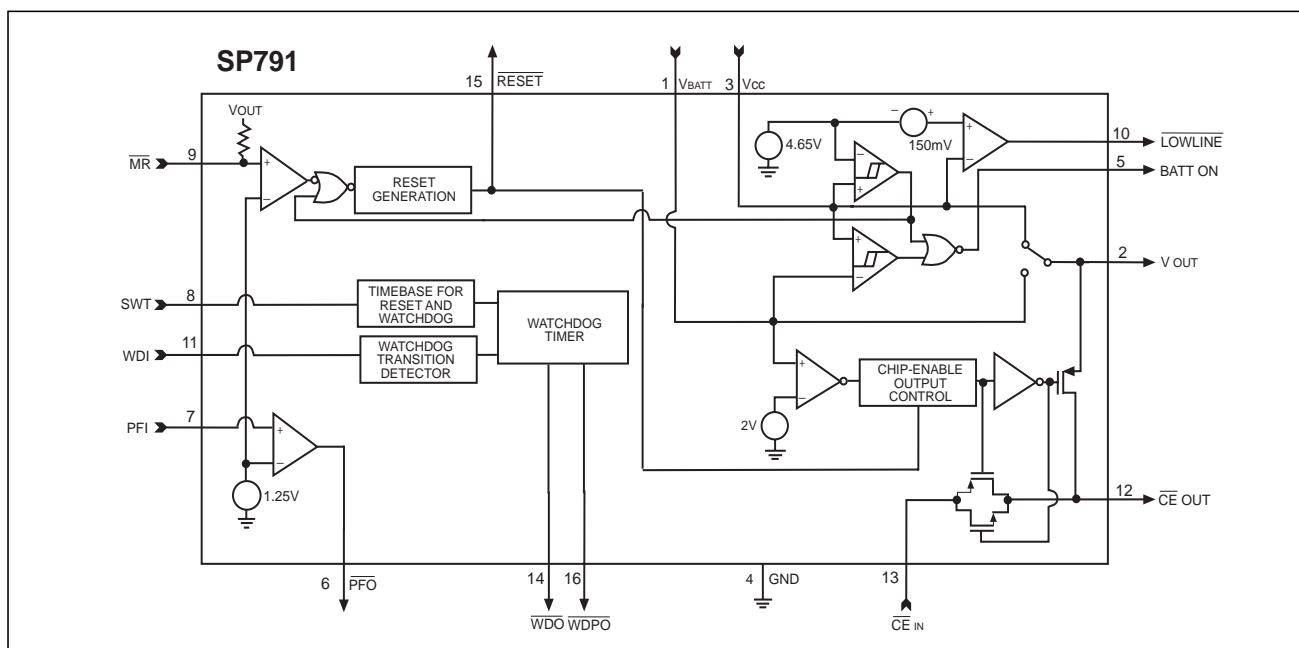 SP791
15 RESET
1 VBATT 3 VCC
VOUT
4.65V
− +
150mV
+
−
10 LOWLINE
5 BATT ON
9 MR
+
−
RESET
GENERATION
−
+
+
−
2 V OUT
8 SWT
TIMEBASE FOR
RESET AND
WATCHDOG
WATCHDOG
TIMER
11 WDI
WATCHDOG
TRANSITION
DETECTOR
+
−
CHIP-ENABLE
OUTPUT
CONTROL
2V
7 PFI
+
−
1.25V
12 CE OUT
6 PFO
14 WDO
16 WDPO
4 GND
13 CE IN